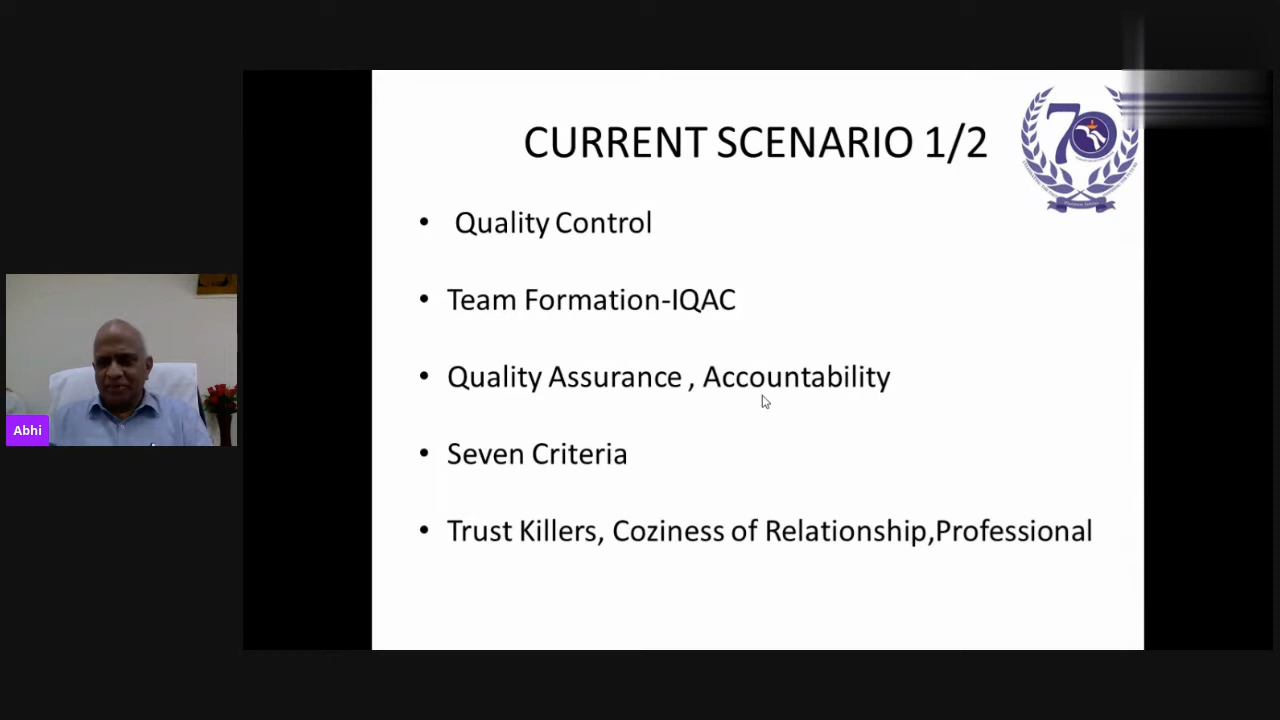 CURRENT SCENARIO 1/2
70
• Quality Control
• Team Formation-IQAC
• Quality Assurance , Accountability
• Seven Criteria
• Trust Killers, Coziness of Relationship,Professional
Abhi